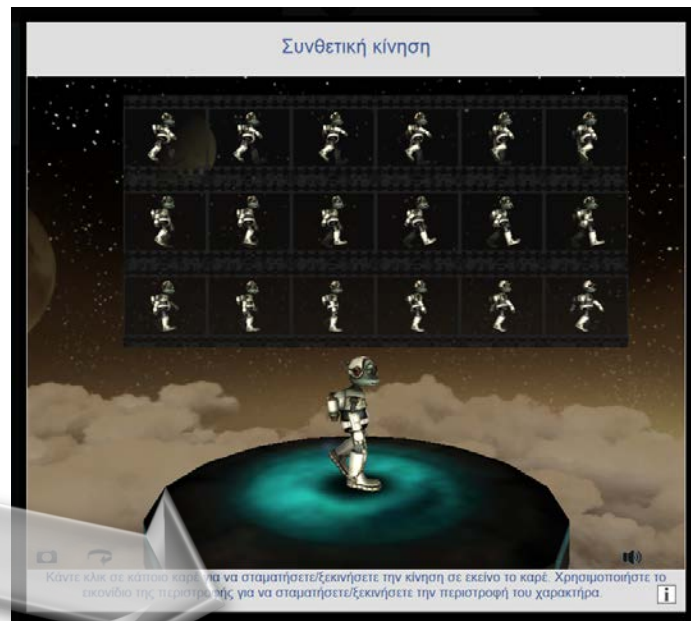 Συνθετική κίνηση
Κάντε κλικ σε κάποιο καρέ για να σταματήσετε/ξεκινήσετε την κίνηση σε εκείνο το καρέ. Χρησιμοποιήστε το
εικονίδιο της περιστροφής για να σταματήσετε/ξεκινήσετε την περιστροφή του χαρακτήρα.
i